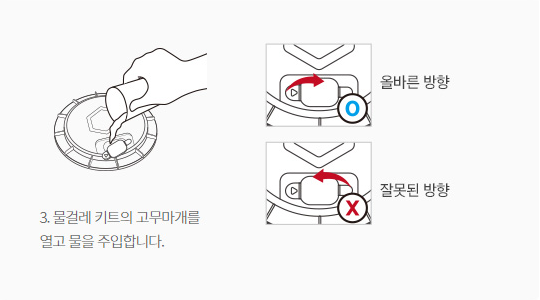 올바른 방향
O
잘못된 방향
X
3. 물걸레 키트의 고무마개를
열고 물을 주입합니다.